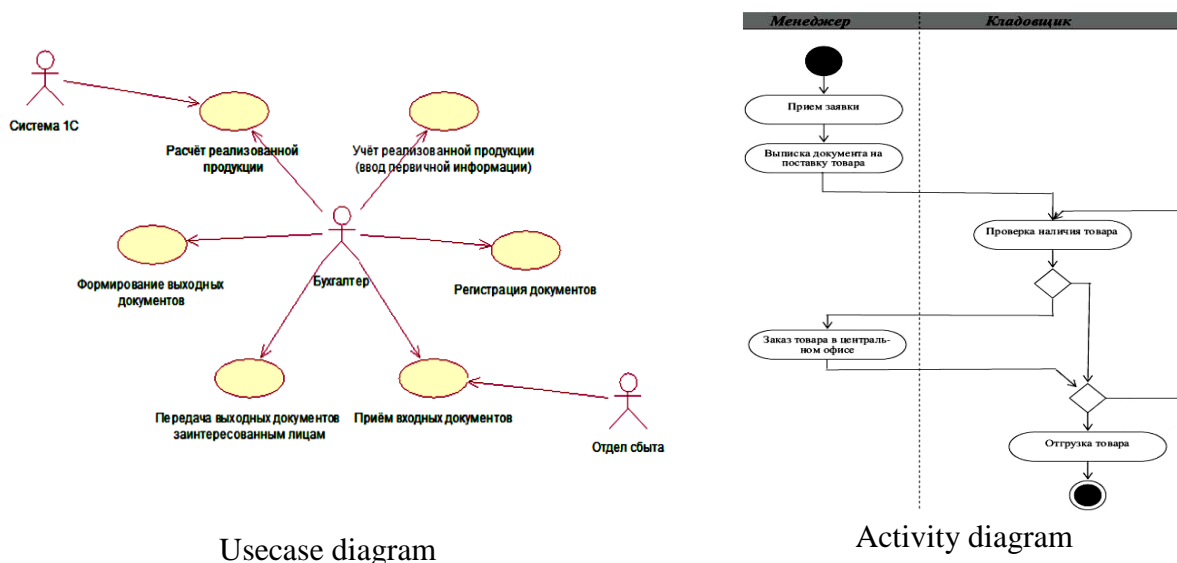 Система 1С
Расчёт реализованной
продукции
Учёт реализованной продукции
(ввод первичной информации)
Формирование выходных
документов
Бухгалтер
Регистрация документов
Передача выходных документов
заинтересованным лицам
Приём входных документов
Отдел сбыта
Usecase diagram
Менеджер
Кладовщик
Прием заявки
Выписка документа на
поставку товара
Проверка наличия товара
Заказ товара в централь-
ном офисе
Отгрузка товара
Activity diagram